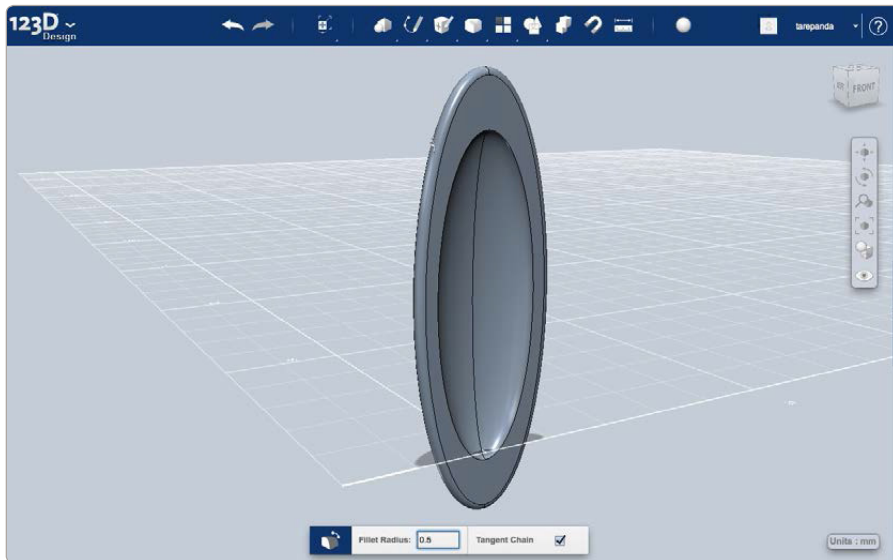 123D
Design
tarepanda
?
FRONT
Fillet Radius: 0.5 Tangent Chain
Units : mm